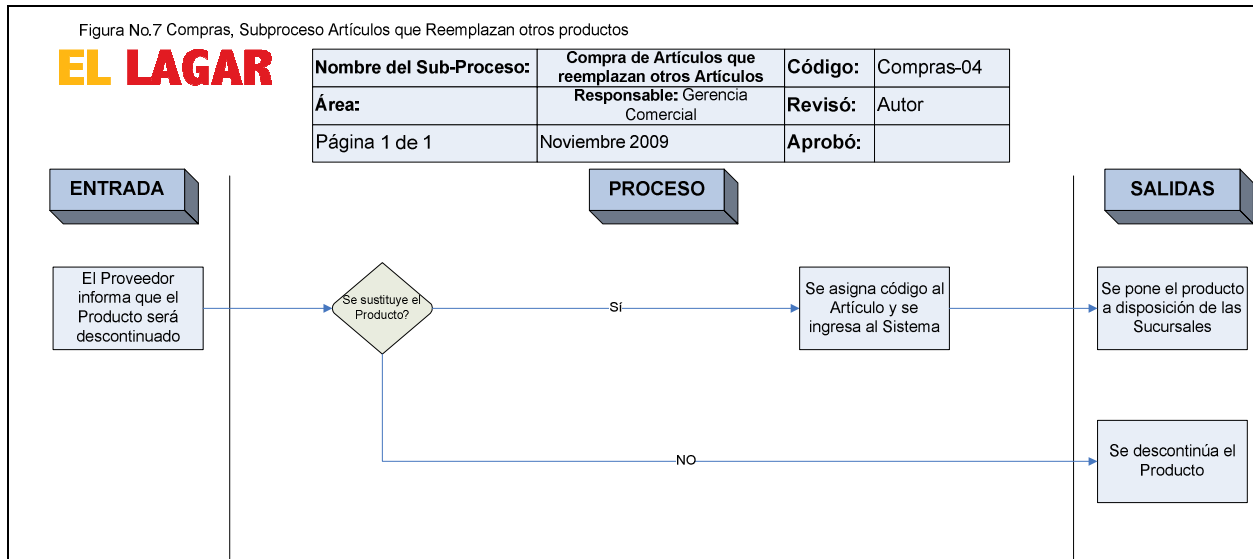 Figura No.7 Compras, Subproceso Artículos que Reemplazan otros productos
EL LAGAR
Nombre del Sub-Proceso:
Compra de Artículos que
reemplazan otros Artículos
Código:
Compras-04
Área:
Responsable: Gerencia
Comercial
Revisó:
Autor
Página 1 de 1
Noviembre 2009
Aprobó:
ENTRADA
PROCESO
SALIDAS
El Proveedor
informa que el
Producto será
descontinuado
Se sustituye el
Producto?
Sí
Se asigna código al
Artículo y se
ingresa al Sistema
Se pone el producto
a disposición de las
Sucursales
NO
Se descontinúa el
Producto